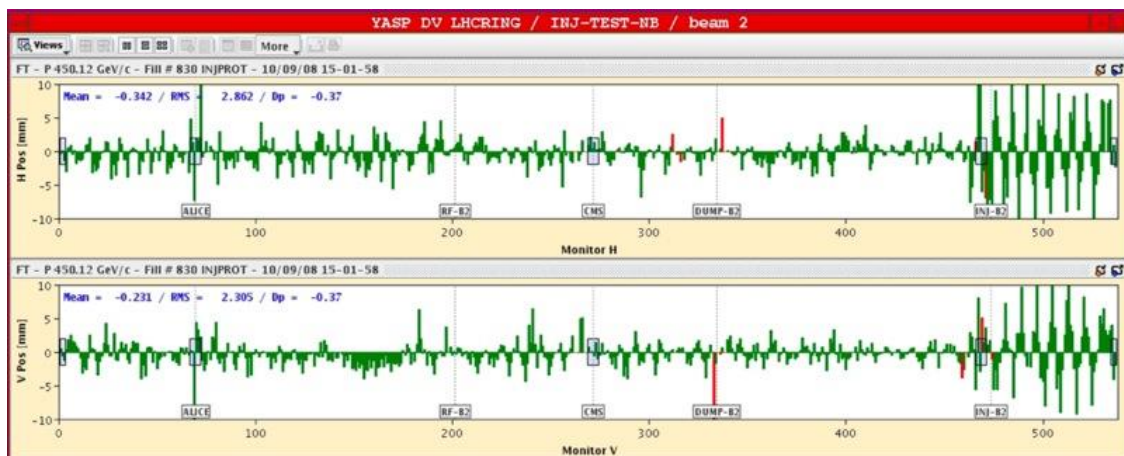 YASP DV LHCRING / INJ-TEST-NB / beam 2
Views More
FT - P 450.12 GeV/c - Fill # 830 INJPROT - 10/09/08 15-01-58
Mean = -0.342 / RMS = 2.862 / Dp = -0.37
H Pos [mm]
10
5
0
-5
-10
ALICE RF-B2 CMS DUMP-B2 INJ-B2
0 100 200 300 400 500
Monitor H
FT - P 450.12 GeV/c - Fill # 830 INJPROT - 10/09/08 15-01-58
Mean = -0.231 / RMS = 2.305 / Dp = -0.37
V Pos [mm]
10
5
0
-5
-10
ALICE RF-B2 CMS DUMP-B2 INJ-B2
0 100 200 300 400 500
Monitor V